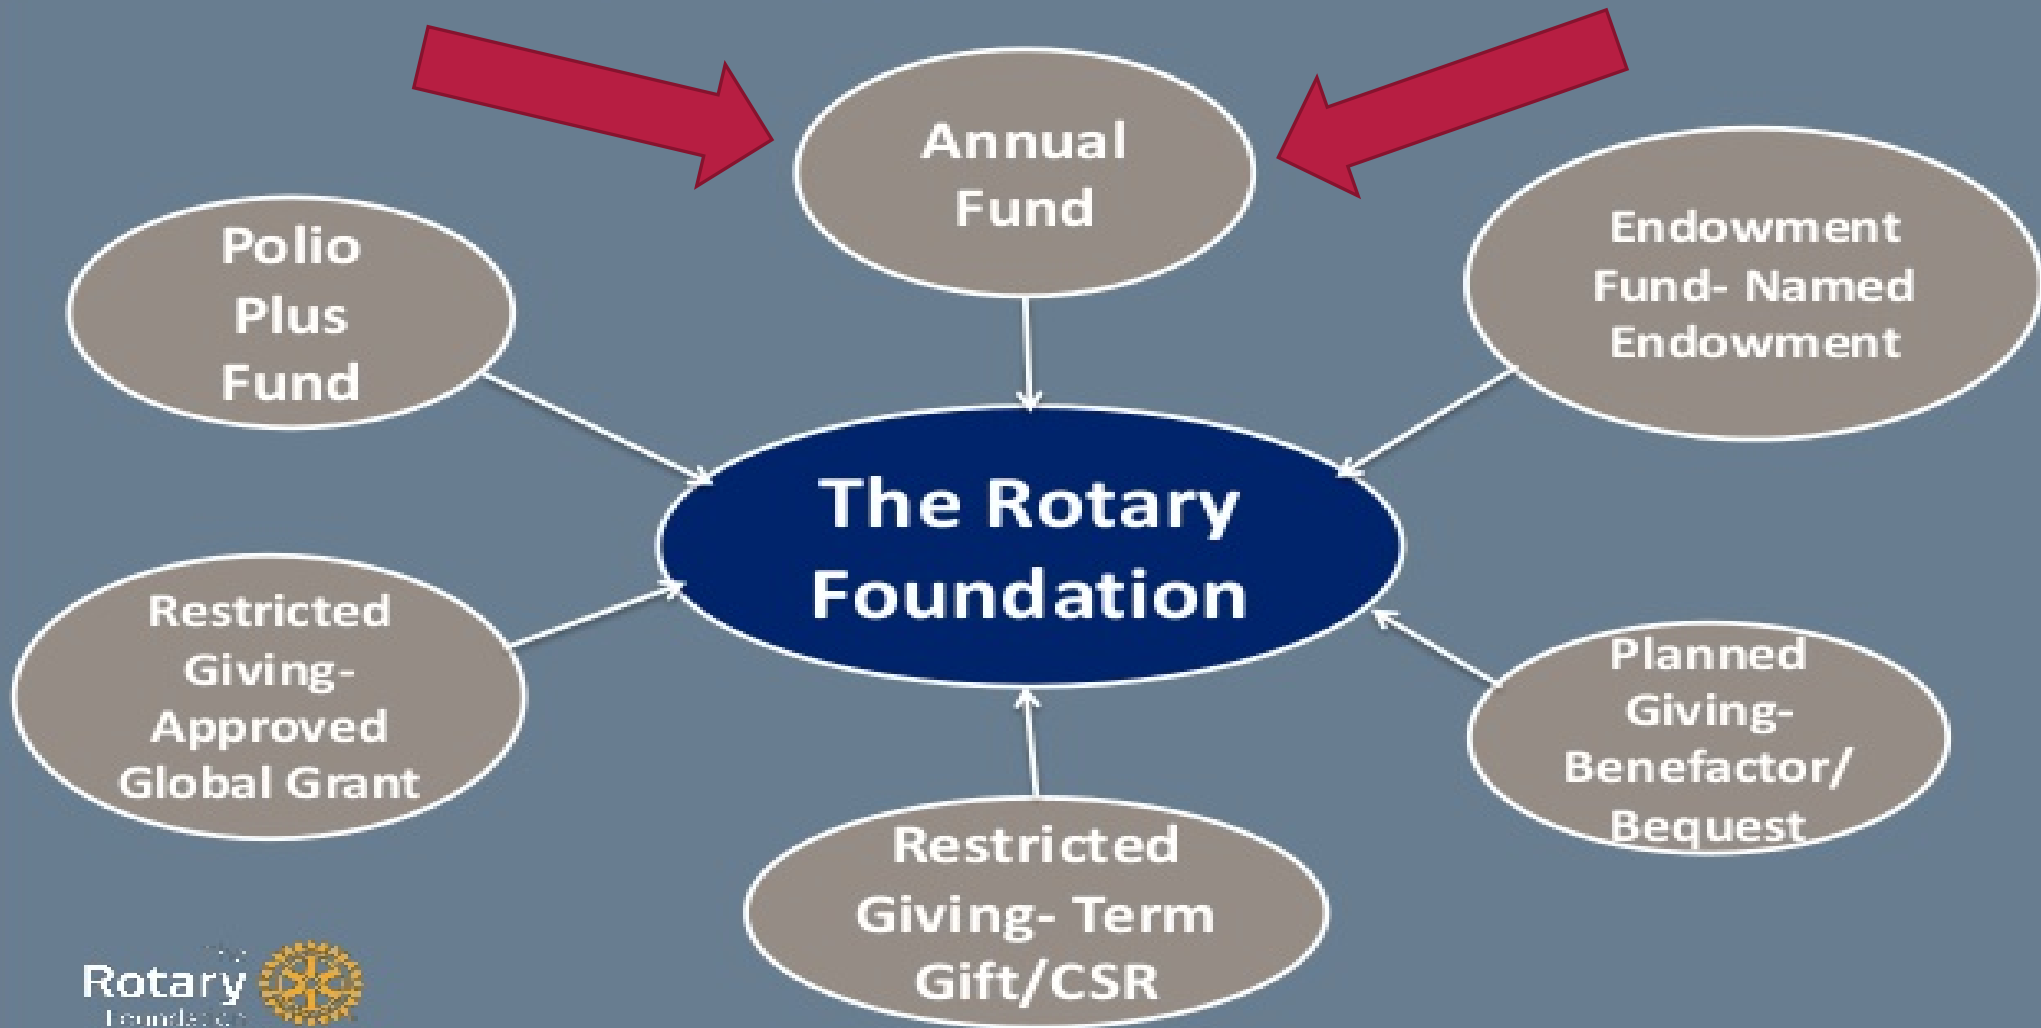 Annual
Fund
Polio
Plus
Fund
Endowment
Fund- Named
Endowment
The Rotary
Foundation
Restricted
Giving-
Approved
Global Grant
Planned
Giving-
Benefactor/
Bequest
Restricted
Giving- Term
Gift/CSR
Rotary
Foundation